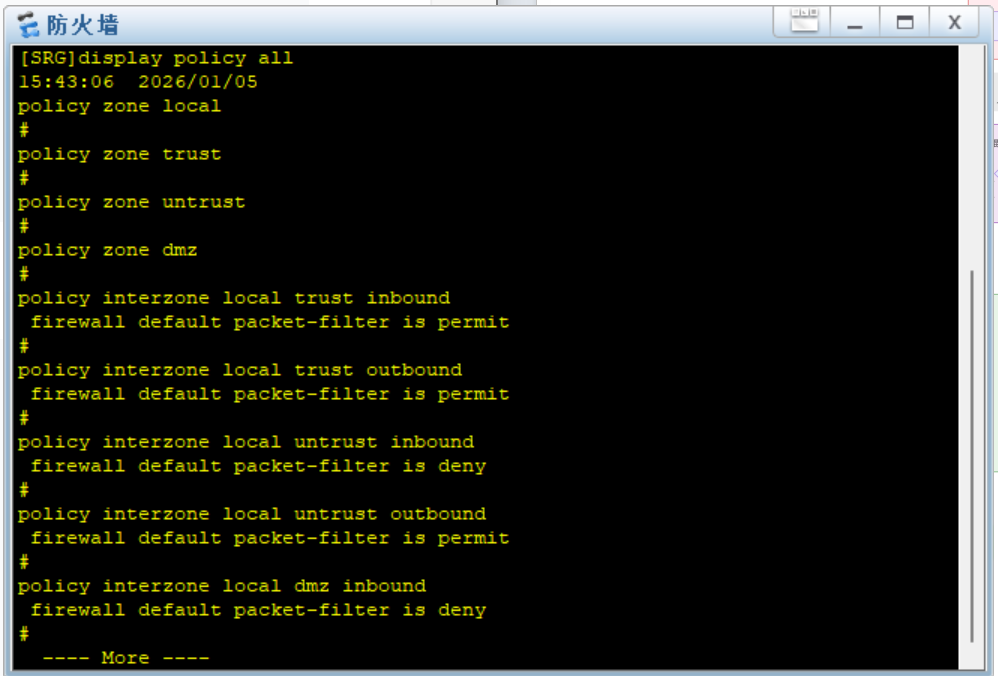 防火墙
[SRG]display policy all
15:43:06  2026/01/05
policy zone local
#
policy zone trust
#
policy zone untrust
#
policy zone dmz
#
policy interzone local trust inbound
 firewall default packet-filter is permit
#
policy interzone local trust outbound
 firewall default packet-filter is permit
#
policy interzone local untrust inbound
 firewall default packet-filter is deny
#
policy interzone local untrust outbound
 firewall default packet-filter is permit
#
policy interzone local dmz inbound
 firewall default packet-filter is deny
#
  ---- More ----